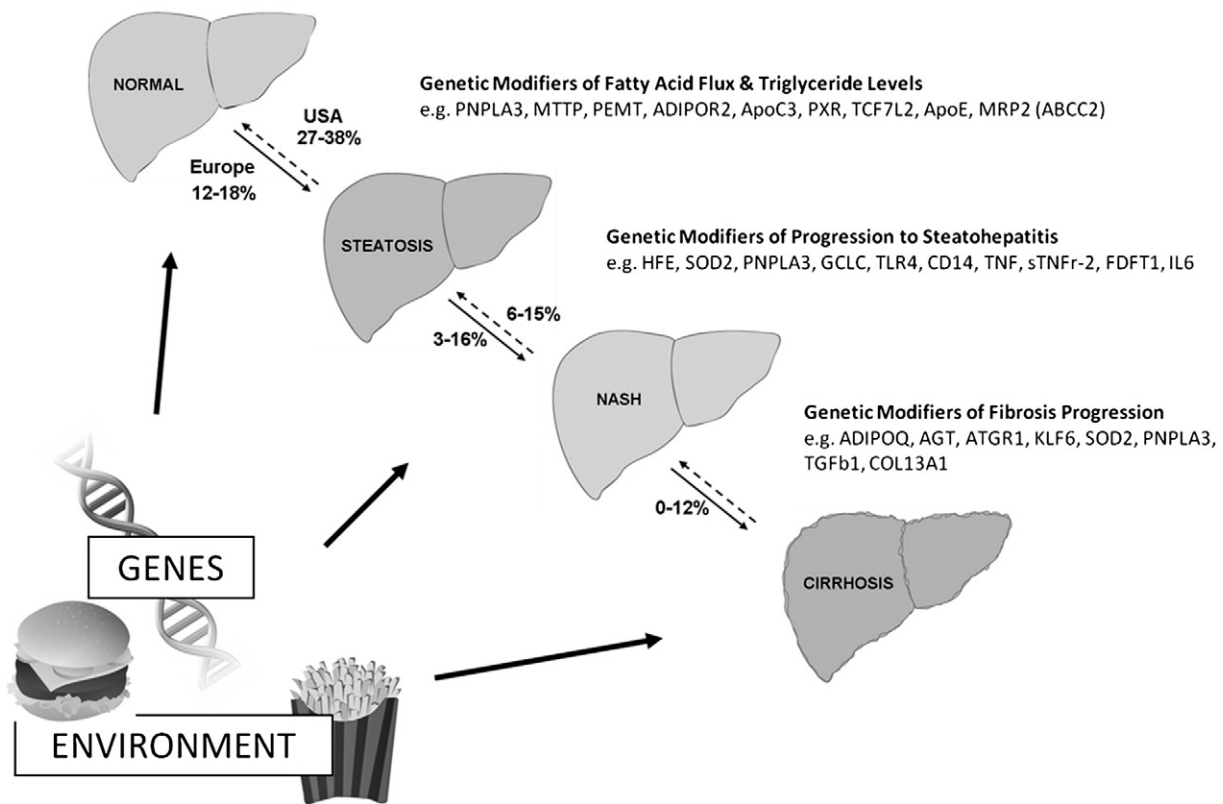 NORMAL
Genetic Modifiers of Fatty Acid Flux & Triglyceride Levels
e.g. PNPLA3, MTTP, PEMT, ADIPOR2, ApoC3, PXR, TCF7L2, ApoE, MRP2 (ABCC2)
USA
27-38%
Europe
12-18%
STEATOSIS
Genetic Modifiers of Progression to Steatohepatitis
e.g. HFE, SOD2, PNPLA3, GCLC, TLR4, CD14, TNF, sTNFr-2, FDFT1, IL6
6-15%
3-16%
NASH
Genetic Modifiers of Fibrosis Progression
e.g. ADIPOQ, AGT, ATGR1, KLF6, SOD2, PNPLA3,
TGFb1, COL13A1
0-12%
CIRRHOSIS
GENES
ENVIRONMENT